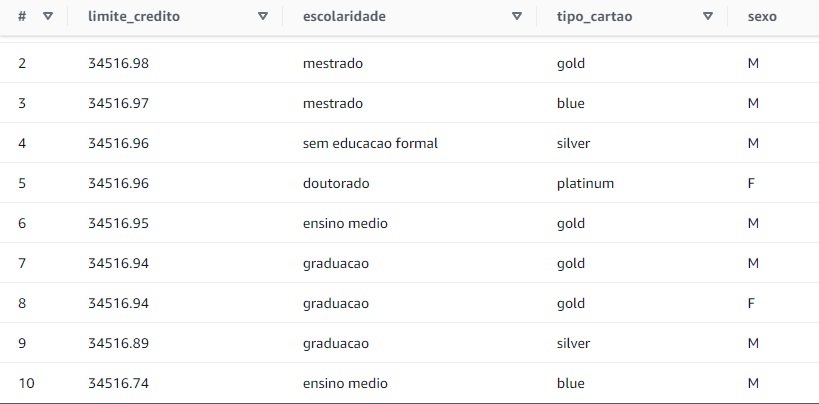 # limite_credito escolaridade tipo_cartao sexo
2 34516.98 mestrado gold M
3 34516.97 mestrado blue M
4 34516.96 sem educacao formal silver M
5 34516.96 doutorado platinum F
6 34516.95 ensino medio gold M
7 34516.94 graduacao gold M
8 34516.94 graduacao gold F
9 34516.89 graduacao silver M
10 34516.74 ensino medio blue M